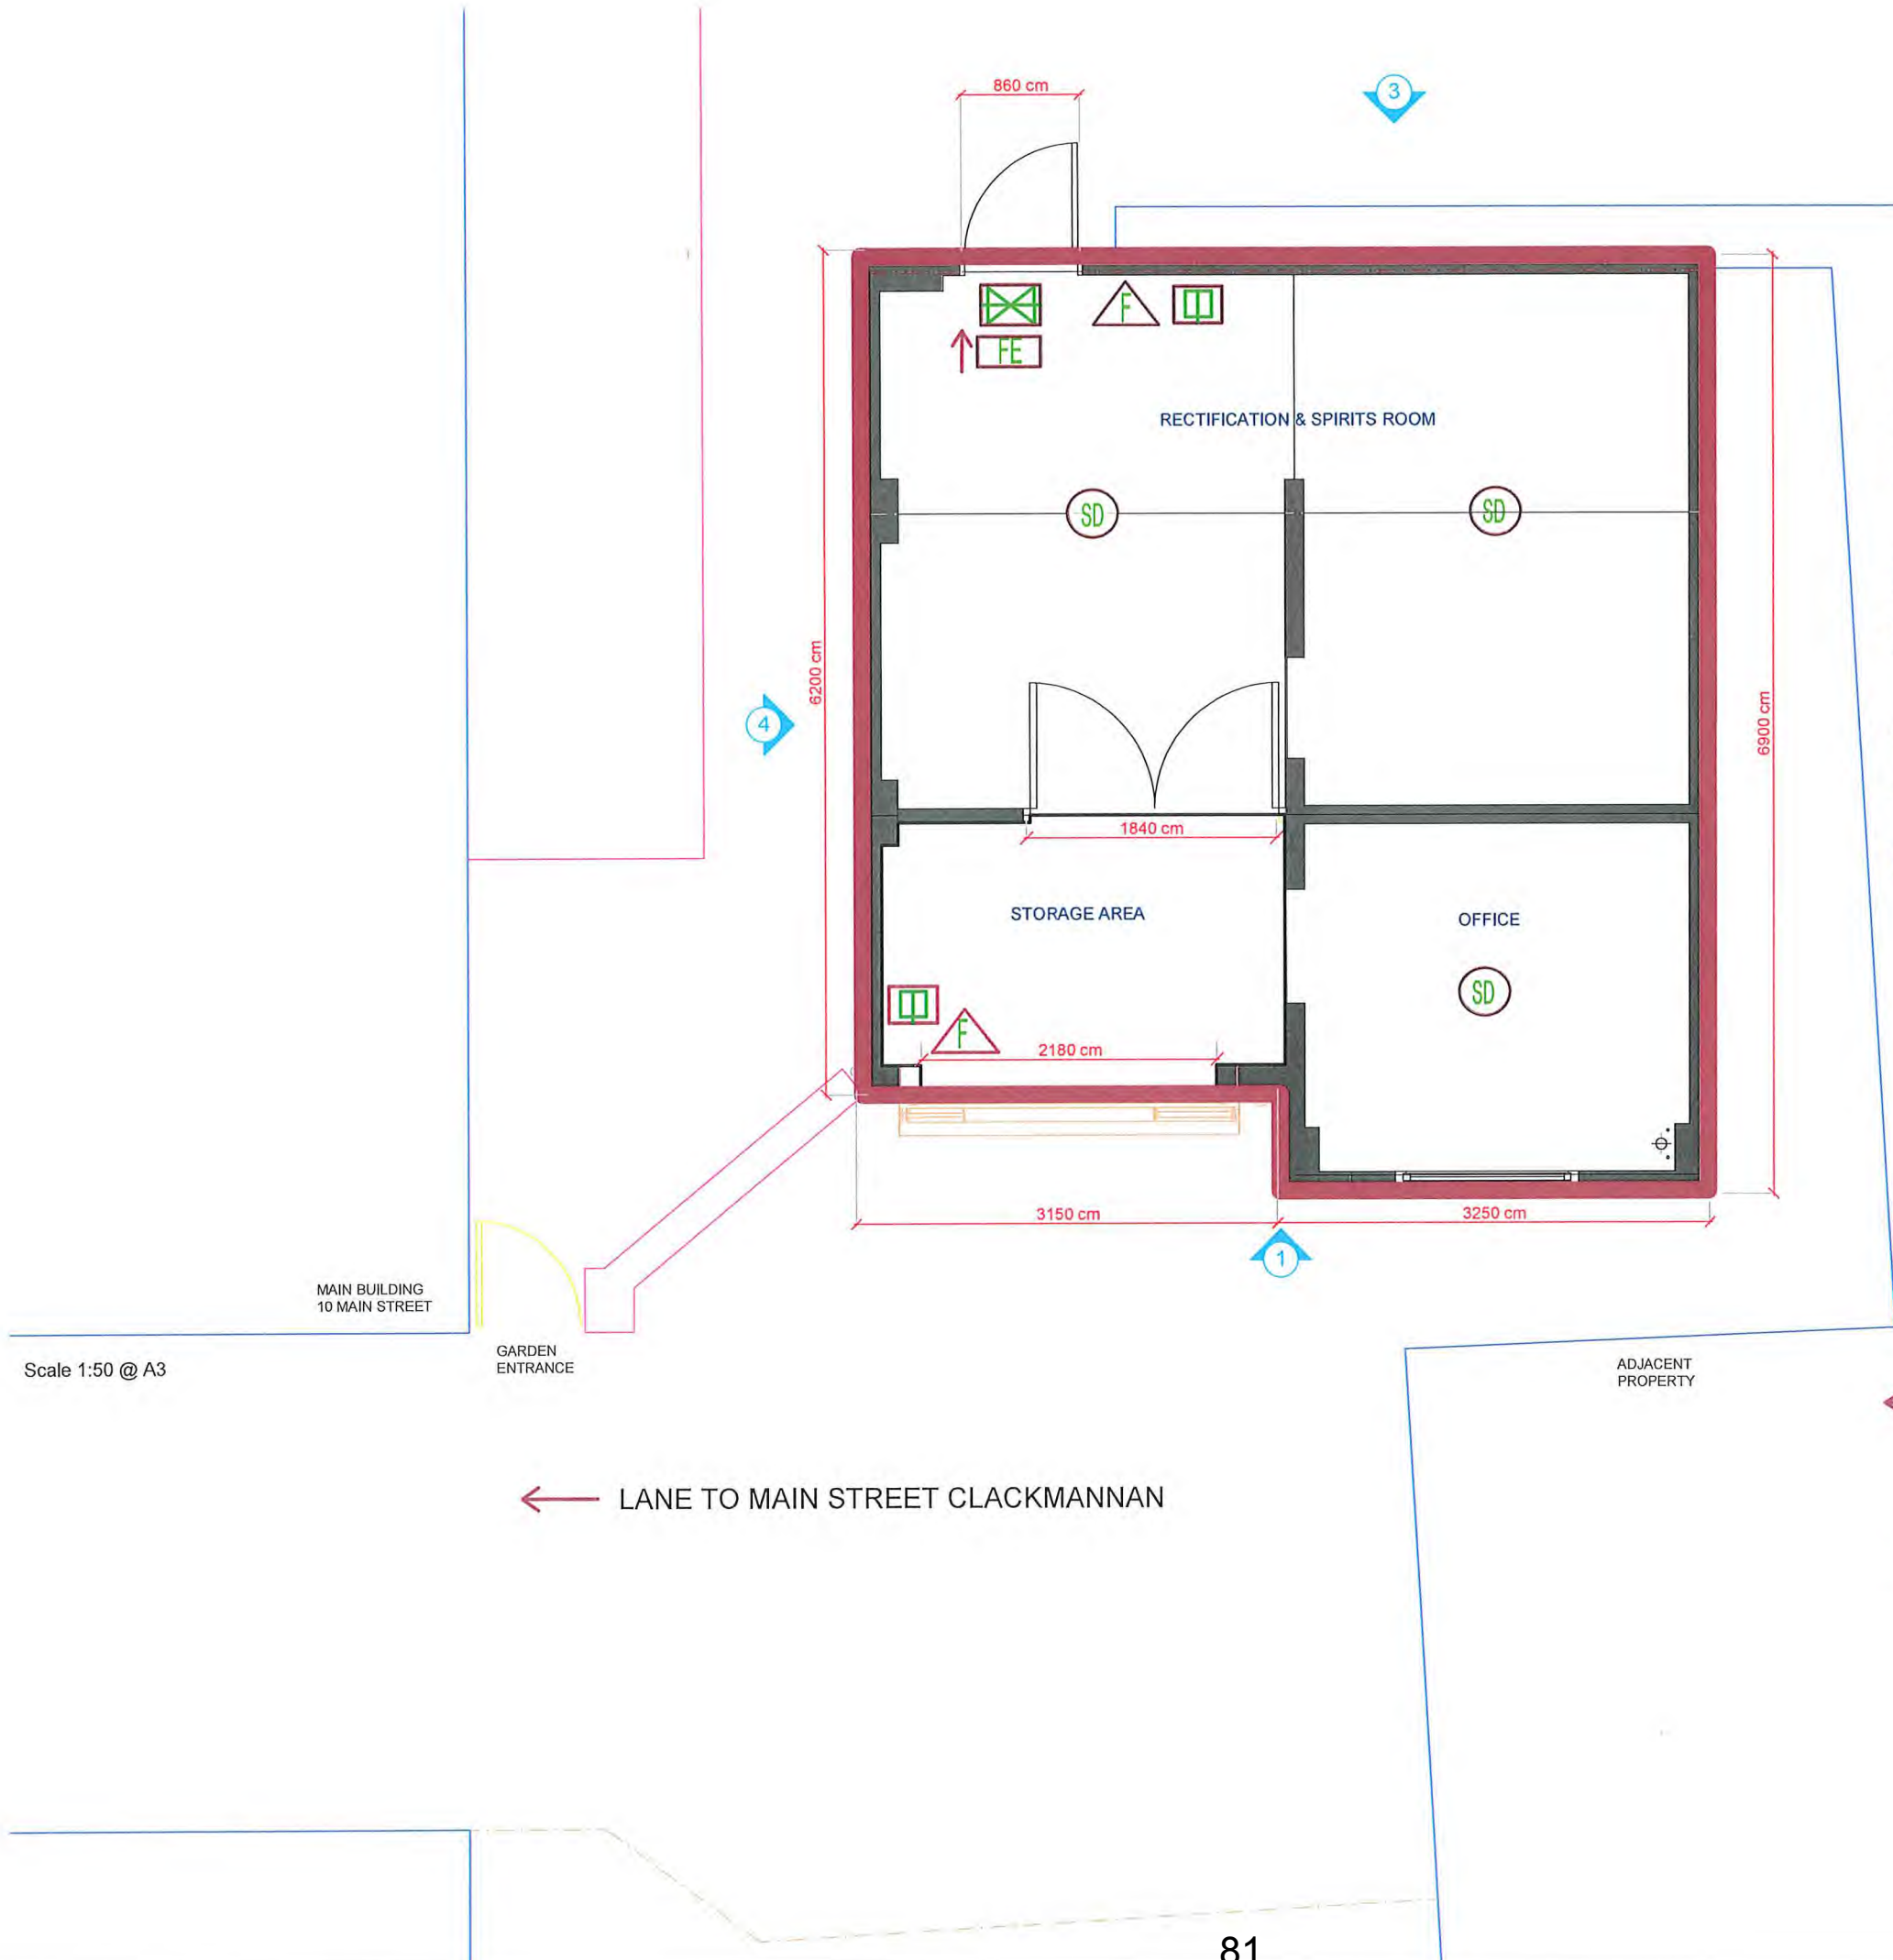 860 cm
3
F
FE
RECTIFICATION & SPIRITS ROOM
SD
SD
6200 cm
4
6900 cm
1840 cm
STORAGE AREA
OFFICE
SD
F
2180 cm
3150 cm
3250 cm
1
MAIN BUILDING
10 MAIN STREET
GARDEN
ENTRANCE
Scale 1:50 @ A3
ADJACENT
PROPERTY
LANE TO MAIN STREET CLACKMANNAN
81